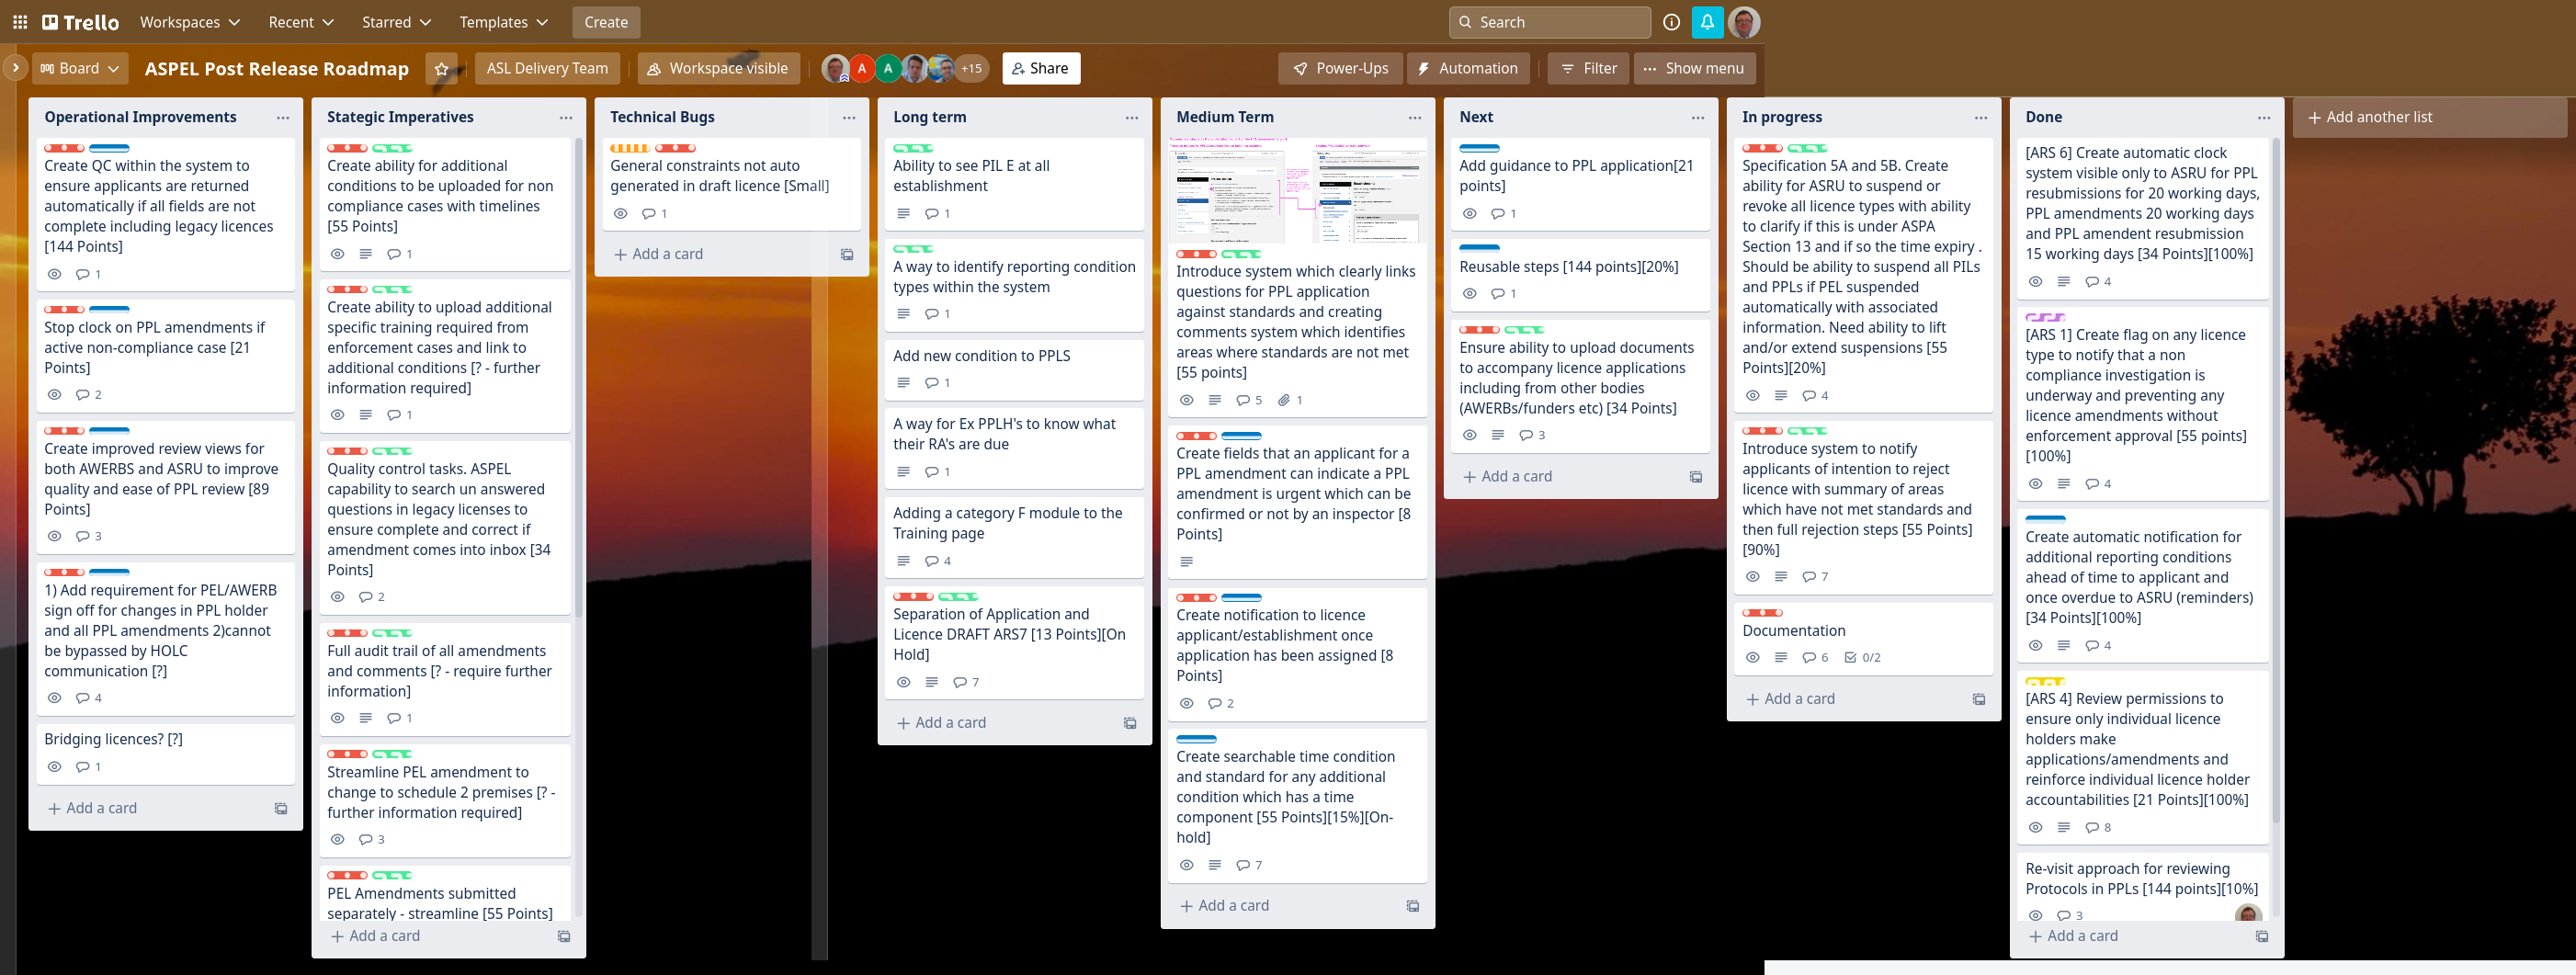 Trello
Workspaces
Recent
Starred
Templates
Create
Search
Board
ASPEL Post Release Roadmap
ASL Delivery Team
Workspace visible
A
A
+15
Share
Power-Ups
Automation
Filter
Show menu
Operational Improvements
Create QC within the system to
ensure applicants are returned
automatically if all fields are not
complete including legacy licences
[144 Points]
1
Stop clock on PPL amendments if
active non-compliance case [21
Points]
2
Create improved review views for
both AWERBS and ASRU to improve
quality and ease of PPL review [89
Points]
3
1) Add requirement for PEL/AWERB
sign off for changes in PPL holder
and all PPL amendments 2)cannot
be bypassed by HOLC
communication [?]
4
Bridging licences? [?]
1
Add a card
Stategic Imperatives
Create ability for additional
conditions to be uploaded for non
compliance cases with timelines
[55 Points]
1
Create ability to upload additional
specific training required from
enforcement cases and link to
additional conditions [? - further
information required]
1
Quality control tasks. ASPEL
capability to search un answered
questions in legacy licenses to
ensure complete and correct if
amendment comes into inbox [34
Points]
2
Full audit trail of all amendments
and comments [? - require further
information]
1
Streamline PEL amendment to
change to schedule 2 premises [? -
further information required]
3
PEL Amendments submitted
separately - streamline [55 Points]
Add a card
Technical Bugs
General constraints not auto
generated in draft licence [Small]
1
Add a card
Long term
Ability to see PIL E at all
establishment
1
A way to identify reporting condition
types within the system
1
Add new condition to PPLS
1
A way for Ex PPLH's to know what
their RA's are due
1
Adding a category F module to the
Training page
4
Separation of Application and
Licence DRAFT ARS7 [13 Points][On
Hold]
7
Add a card
Medium Term
Introduce system which clearly links
questions for PPL application
against standards and creating
comments system which identifies
areas where standards are not met
[55 points]
5
1
Create fields that an applicant for a
PPL amendment can indicate a PPL
amendment is urgent which can be
confirmed or not by an inspector [8
Points]
Create notification to licence
applicant/establishment once
application has been assigned [8
Points]
2
Create searchable time condition
and standard for any additional
condition which has a time
component [55 Points][15%][On-
hold]
7
Add a card
Next
Add guidance to PPL application[21
points]
1
Reusable steps [144 points][20%]
1
Ensure ability to upload documents
to accompany licence applications
including from other bodies
(AWERBs/funders etc) [34 Points]
3
Add a card
In progress
Specification 5A and 5B. Create
ability for ASRU to suspend or
revoke all licence types with ability
to clarify if this is under ASPA
Section 13 and if so the time expiry .
Should be ability to suspend all PILs
and PPLs if PEL suspended
automatically with associated
information. Need ability to lift
and/or extend suspensions [55
Points][20%]
4
Introduce system to notify
applicants of intention to reject
licence with summary of areas
which have not met standards and
then full rejection steps [55 Points]
[90%]
7
Documentation
6
0/2
Add a card
Done
[ARS 6] Create automatic clock
system visible only to ASRU for PPL
resubmissions for 20 working days,
PPL amendments 20 working days
and PPL amendent resubmission
15 working days [34 Points][100%]
4
[ARS 1] Create flag on any licence
type to notify that a non
compliance investigation is
underway and preventing any
licence amendments without
enforcement approval [55 points]
[100%]
4
Create automatic notification for
additional reporting conditions
ahead of time to applicant and
once overdue to ASRU (reminders)
[34 Points][100%]
4
[ARS 4] Review permissions to
ensure only individual licence
holders make
applications/amendments and
reinforce individual licence holder
accountabilities [21 Points][100%]
8
Re-visit approach for reviewing
Protocols in PPLs [144 points][10%]
3
Add a card
Add another list